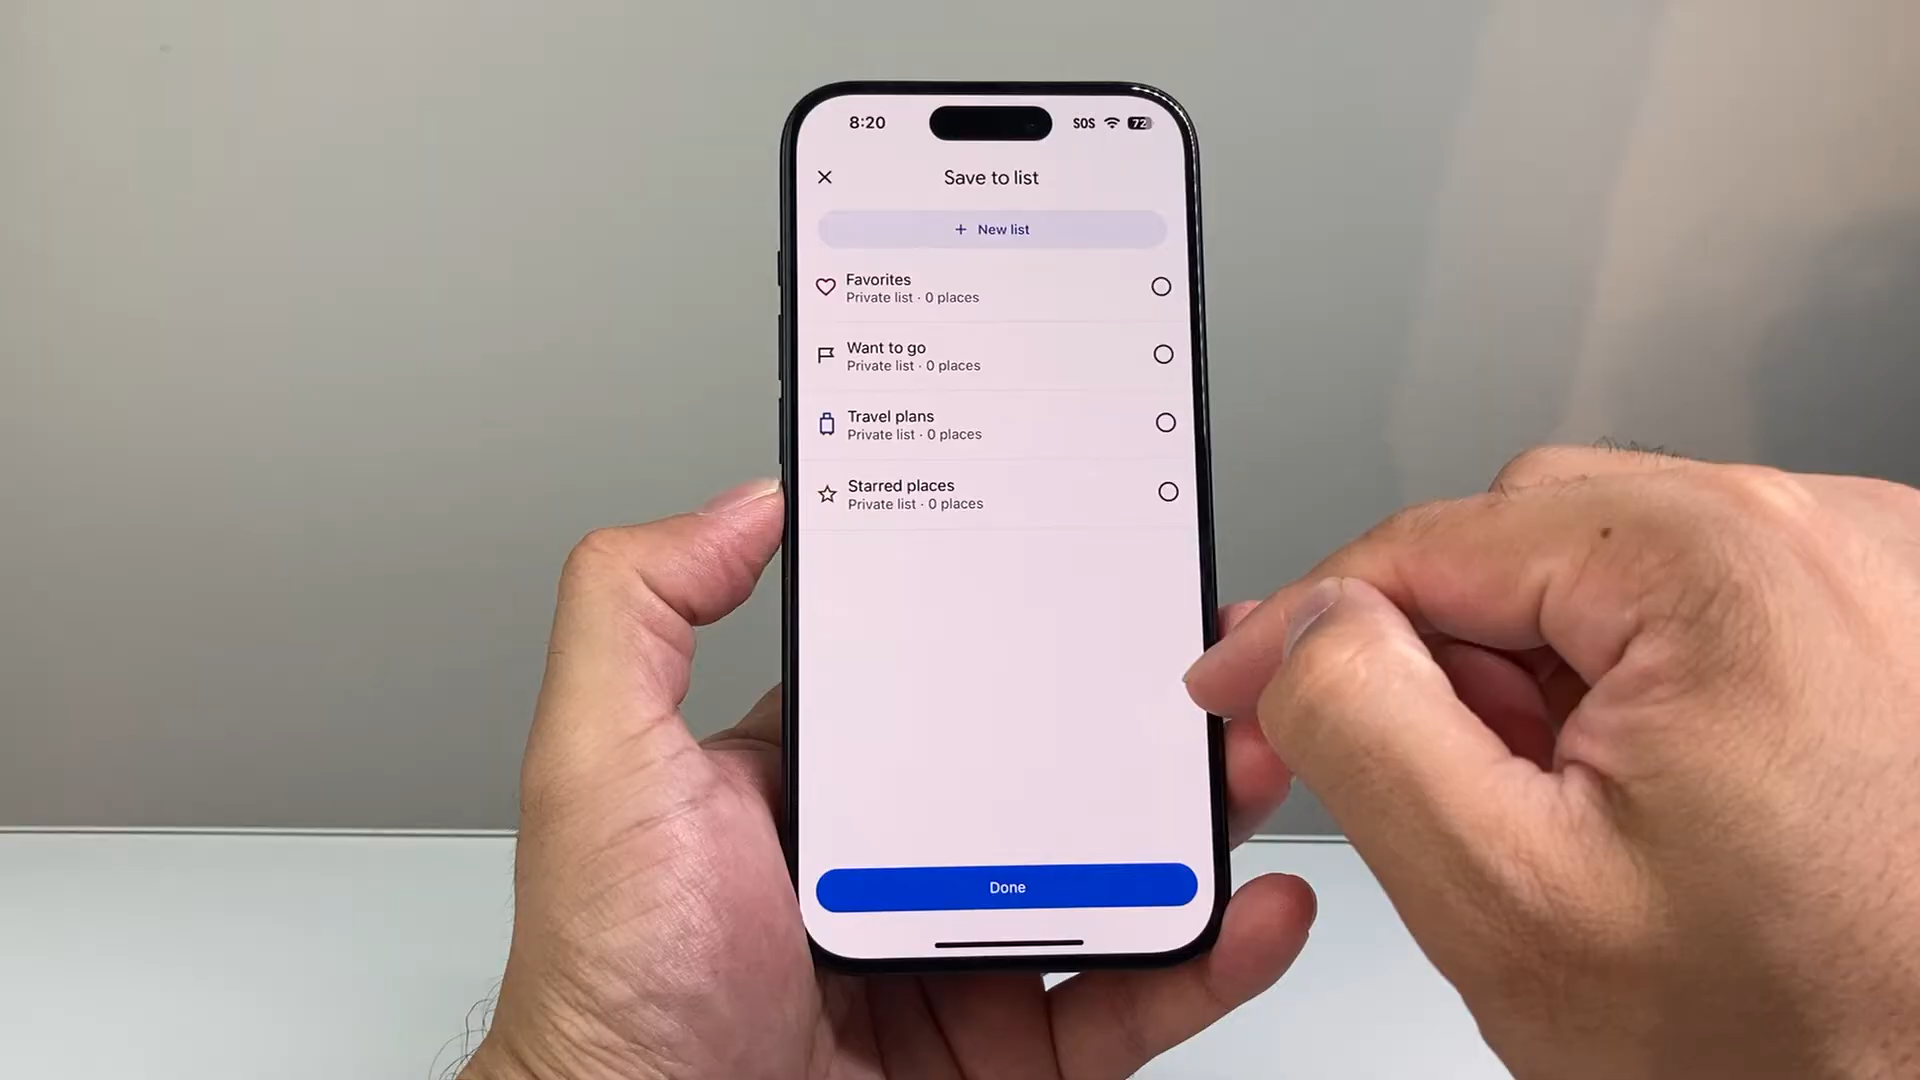 8:20 SOS 72
Save to list
+ New list
Favorites
Private list · 0 places
Want to go
Private list · 0 places
Travel plans
Private list · 0 places
Starred places
Private list · 0 places
Done